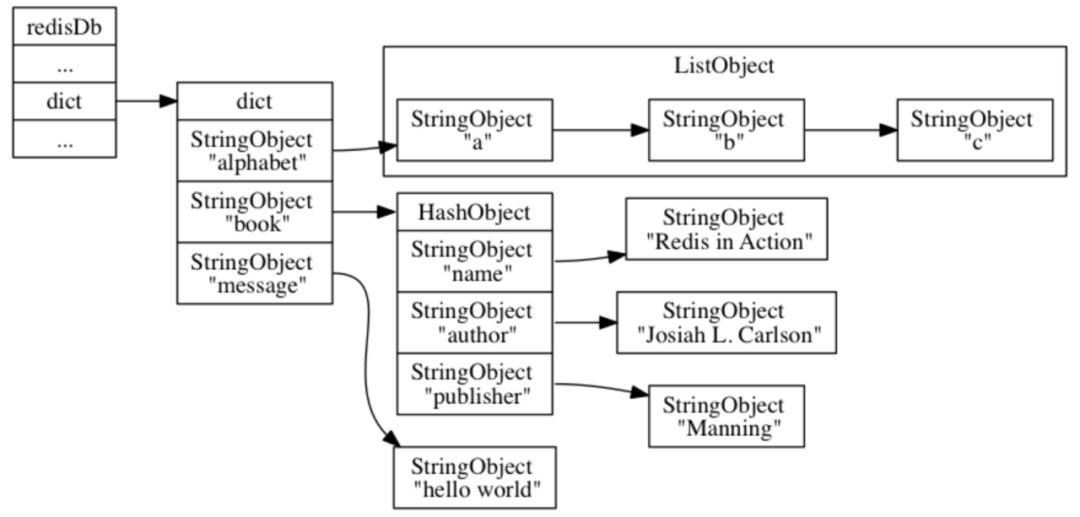 redisDb
...
dict
...
dict
StringObject
"alphabet"
StringObject
"book"
StringObject
"message"
ListObject
StringObject
"a"
StringObject
"b"
StringObject
"c"
HashObject
StringObject
"name"
StringObject
"author"
StringObject
"publisher"
StringObject
"Redis in Action"
StringObject
"Josiah L. Carlson"
StringObject
"Manning"
StringObject
"hello world"